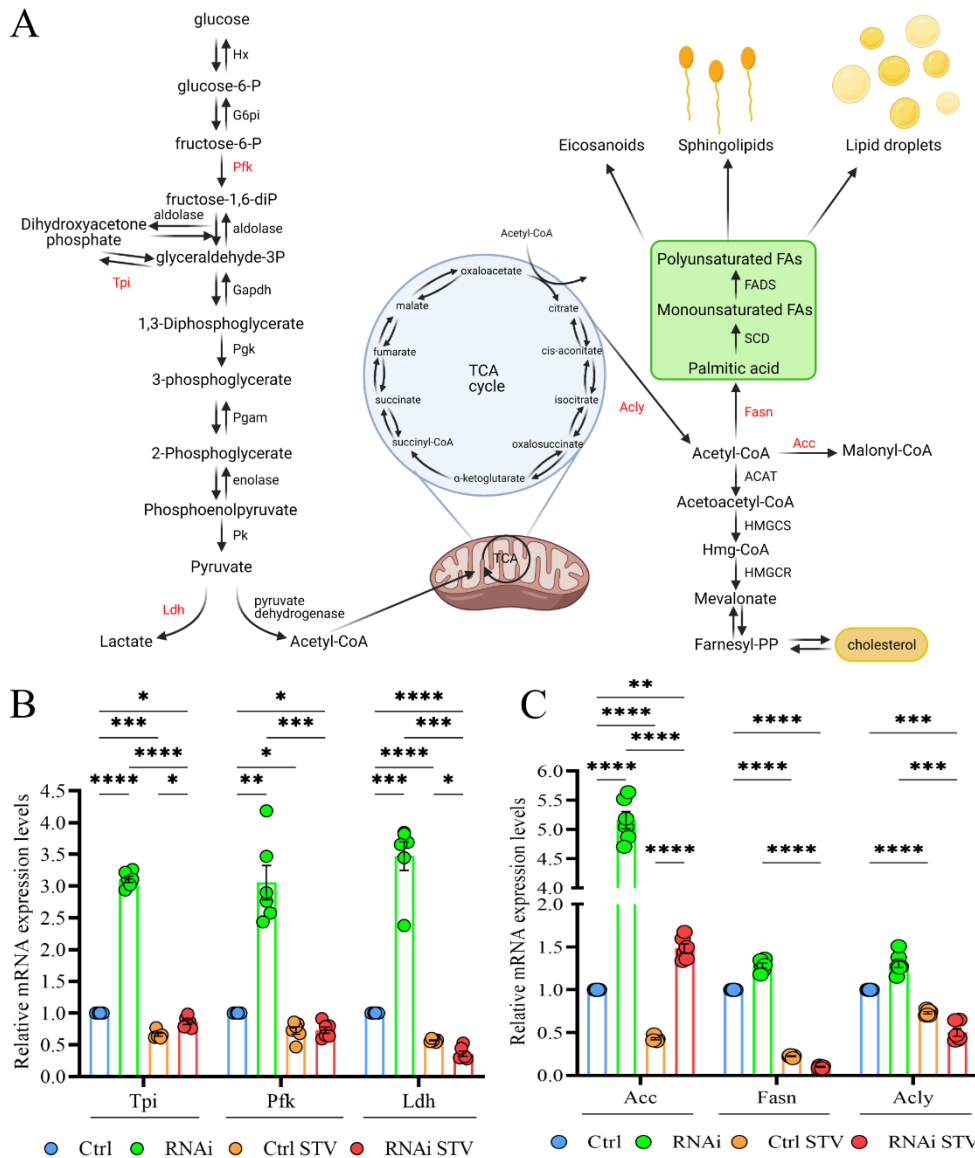 A
glucose
Hx
glucose-6-P
G6pi
fructose-6-P
Pfk
fructose-1,6-diP
aldolase
Dihydroxyacetone
phosphate
aldolase
glyceraldehyde-3P
Tpi
Gapdh
1,3-Diphosphoglycerate
Pgk
3-phosphoglycerate
Pgam
2-Phosphoglycerate
enolase
Phosphoenolpyruvate
Pk
Pyruvate
Ldh
pyruvate
dehydrogenase
Lactate
Acetyl-CoA
Acetyl-CoA
oxaloacetate
malate
citrate
fumarate
cis-aconitate
TCA
cycle
succinate
isocitrate
succinyl-CoA
oxalosuccinate
α-ketoglutarate
TCA
Acly
Eicosanoids
Sphingolipids
Lipid droplets
Polyunsaturated FAs
FADS
Monounsaturated FAs
SCD
Palmitic acid
Fasn
Acetyl-CoA
Acc
Malonyl-CoA
ACAT
Acetoacetyl-CoA
HMGCS
Hmg-CoA
HMGCR
Mevalonate
Farnesyl-PP
cholesterol
B
Relative mRNA expression levels
4.5
4.0
3.5
3.0
2.5
2.0
1.5
1.0
0.5
0.0
* * ****
*** *** ***
**** * ****
**** * ** *** *
Tpi Pfk Ldh
Ctrl RNAi Ctrl STV RNAi STV
C
Relative mRNA expression levels
6.0
5.5
5.0
4.5
4.0
2.0
1.5
1.0
0.5
0.0
**
**** **** ***
****
**** **** ***
**** **** ****
Acc Fasn Acly
Ctrl RNAi Ctrl STV RNAi STV